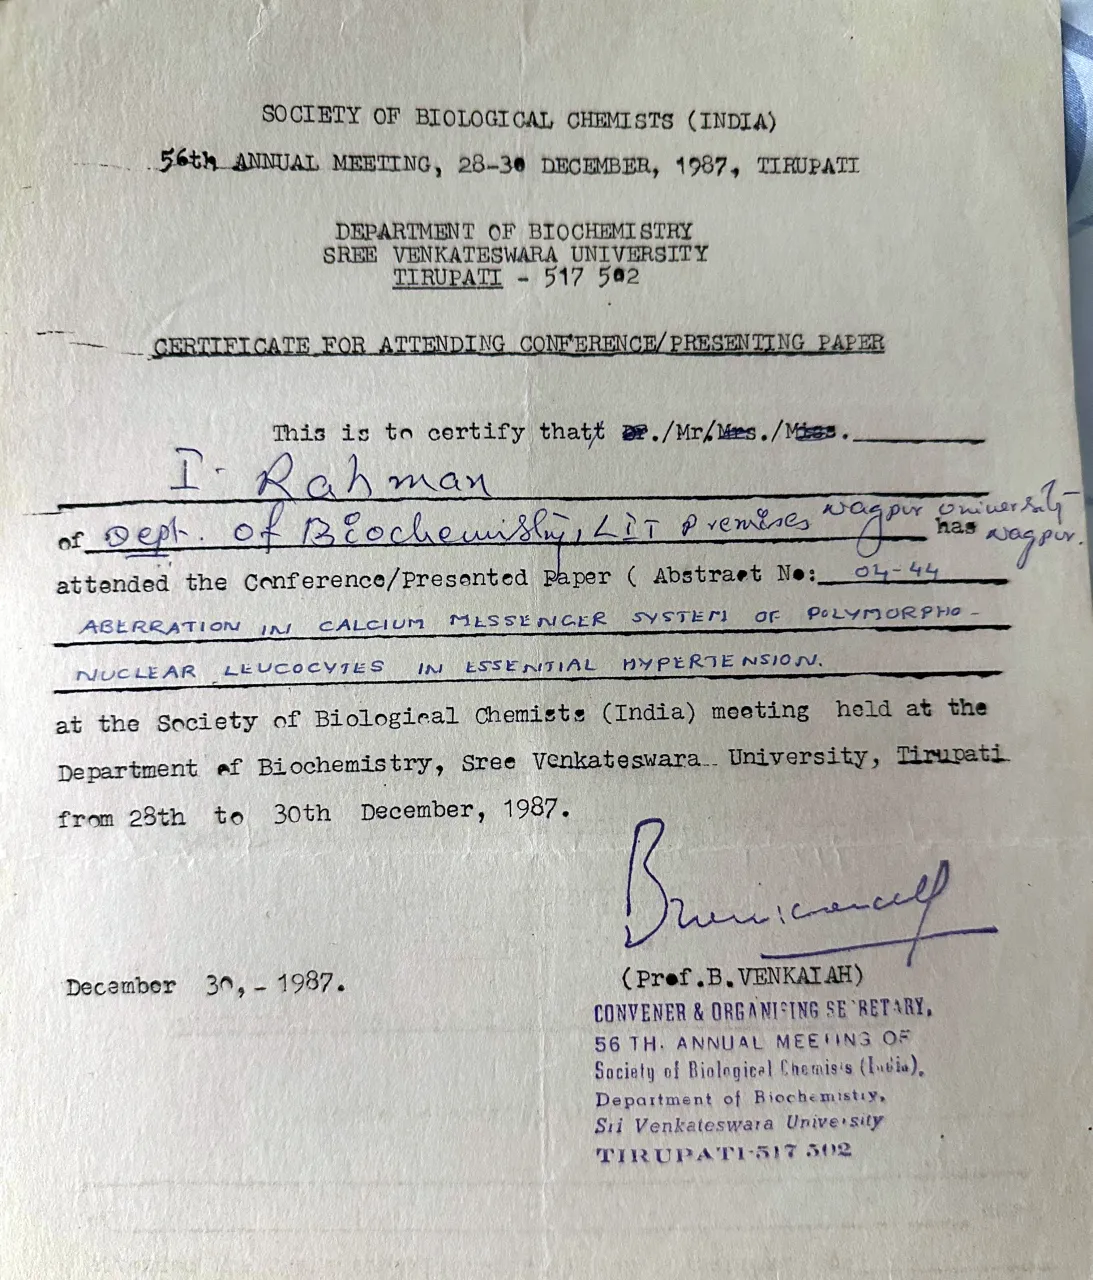 SOCIETY OF BIOLOGICAL CHEMISTS (INDIA)
56th ANNUAL MEETING, 28-30 DECEMBER, 1987, TIRUPATI
DEPARTMENT OF BIOCHEMISTRY
SREE VENKATESWARA UNIVERSITY
TIRUPATI - 517 502
CERTIFICATE FOR ATTENDING CONFERENCE/PRESENTING PAPER
This is to certify that Dr./Mr/Mrs./Miss.
I. Rahman
of Dept. of Biochemistry, LIT Premises Nagpur University has Nagpur.
attended the Conference/Presented Paper ( Abstract No: 04-44
ABERRATION IN CALCIUM MESSENGER SYSTEM OF POLYMORPHO-
NUCLEAR LEUCOCYTES IN ESSENTIAL HYPERTENSION.
at the Society of Biological Chemists (India) meeting held at the
Department of Biochemistry, Sree Venkateswara University, Tirupati
from 28th to 30th December, 1987.
December 30, - 1987.
(Prof.B.VENKAIAH)
CONVENER & ORGANISING SECRETARY,
56 TH. ANNUAL MEETING OF
Society of Biological Chemists (India),
Department of Biochemistry,
Sri Venkateswara University
TIRUPATI-517 502